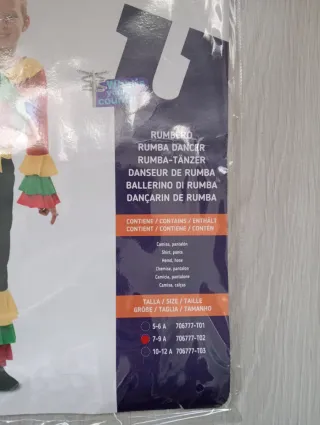 RUMBERO
RUMBA DANCER
RUMBA-TÄNZER
DANSEUR DE RUMBA
BALLERINO DI RUMBA
DANÇARIN DE RUMBA
CONTIENE / CONTAINS / ENTHÄLT
CONTIENT / CONTIENE / CONTÉN
Camisa, pantalón
Shirt, pants
Hemd, hose
Chemise, pantalon
Camicia, pantalone
Camisa, calças
TALLA / SIZE / TAILLE
GRÖßE / TAGLIA / TAMANHO
5-6 A 706777-T01
7-9 A 706777-T02
10-12 A 706777-T03